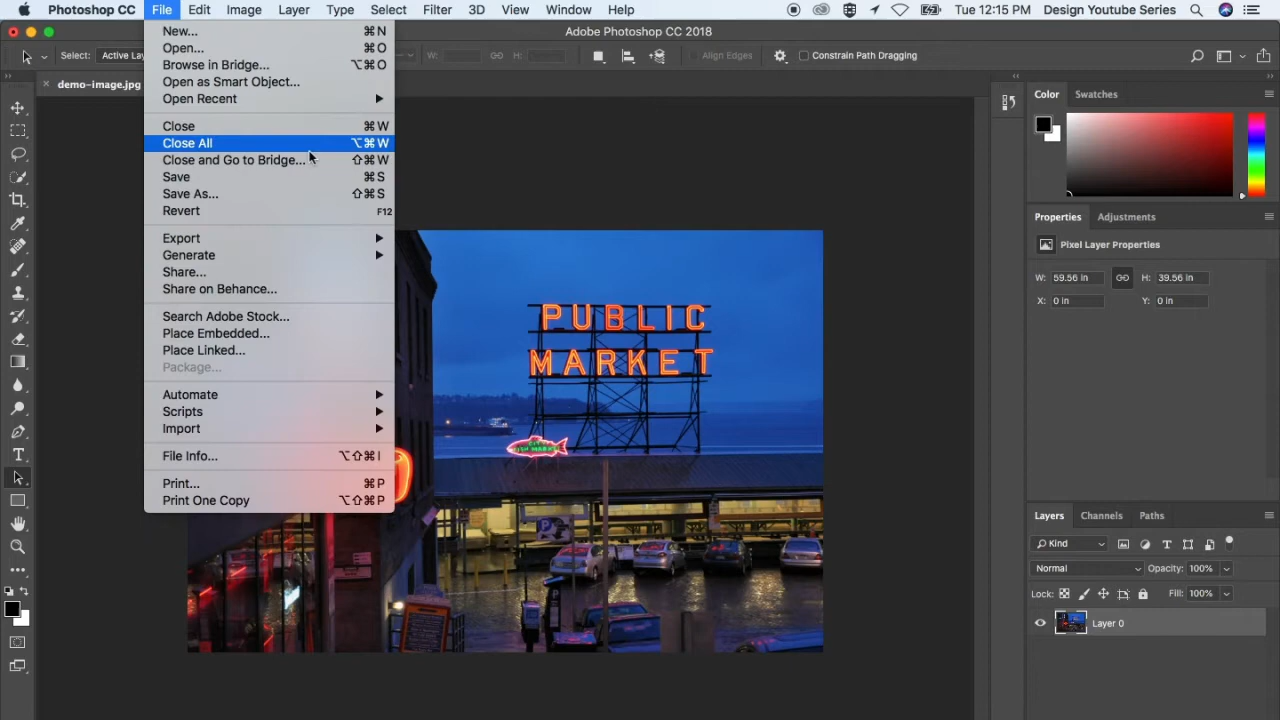 Photoshop CC File Edit Image Layer Type Select Filter 3D View Window Help Tue 12:15 PM Design Youtube Series
Adobe Photoshop CC 2018
Select: Active Lay W: H: Align Edges Constrain Path Dragging
demo-image.jpg
New... ⌘N
Open... ⌘O
Browse in Bridge... ⌥⌘O
Open as Smart Object...
Open Recent
Close ⌘W
Close All ⌥⌘W
Close and Go to Bridge... ⇧⌘W
Save ⌘S
Save As... ⇧⌘S
Revert F12
Export
Generate
Share...
Share on Behance...
Search Adobe Stock...
Place Embedded...
Place Linked...
Package...
Automate
Scripts
Import
File Info... ⌥⇧⌘I
Print... ⌘P
Print One Copy ⌥⇧⌘P
PUBLIC
MARKET
Color Swatches
Properties Adjustments
Pixel Layer Properties
W: 59.56 in H: 39.56 in
X: 0 in Y: 0 in
Layers Channels Paths
Kind
Normal Opacity: 100%
Lock: Fill: 100%
Layer 0